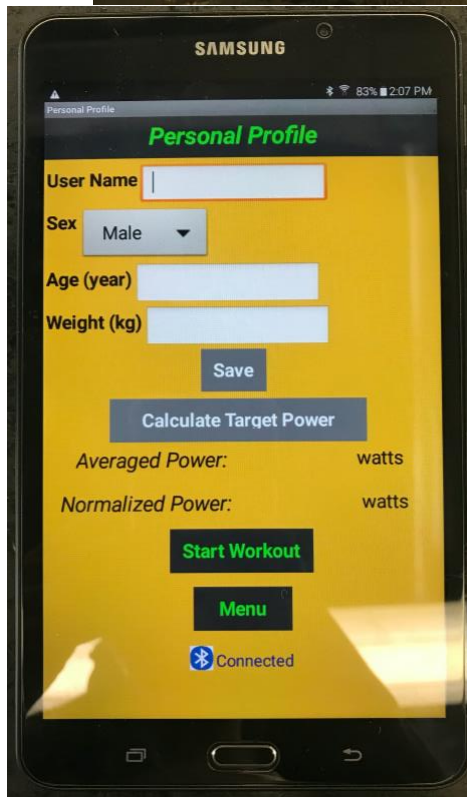 SAMSUNG
83% 2:07 PM
Personal Profile
Personal Profile
User Name
Sex Male
Age (year)
Weight (kg)
Save
Calculate Target Power
Averaged Power: watts
Normalized Power: watts
Start Workout
Menu
Connected